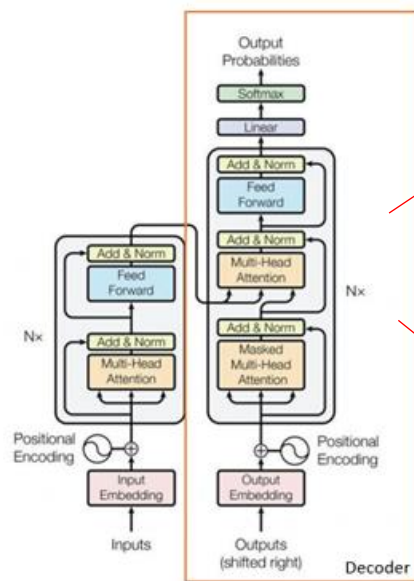 Output
Probabilities
Softmax
Linear
Add & Norm
Feed
Forward
Add & Norm
Multi-Head
Attention
Add & Norm
Masked
Multi-Head
Attention
Nx
Add & Norm
Feed
Forward
Add & Norm
Multi-Head
Attention
Nx
Positional
Encoding
Positional
Encoding
Input
Embedding
Output
Embedding
Inputs
Outputs
(shifted right)
Decoder